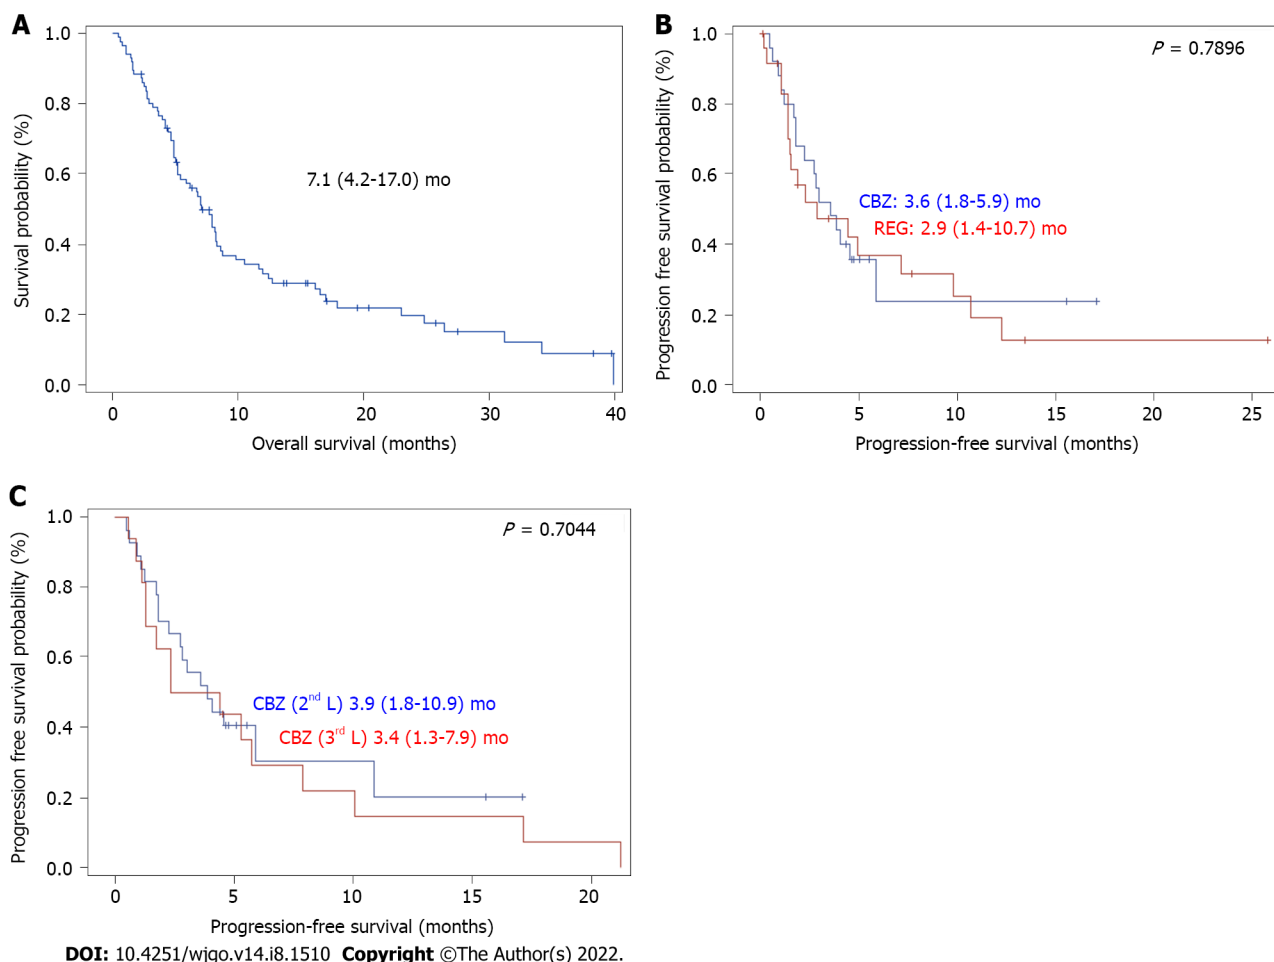 A
1.0
0.8
0.6
0.4
0.2
0.0
Survival probability (%)
7.1 (4.2-17.0) mo
0 10 20 30 40
Overall survival (months)
B
1.0
0.8
0.6
0.4
0.2
0.0
Progression free survival probability (%)
P = 0.7896
CBZ: 3.6 (1.8-5.9) mo
REG: 2.9 (1.4-10.7) mo
0 5 10 15 20 25
Progression-free survival (months)
C
1.0
0.8
0.6
0.4
0.2
0.0
Progression free survival probability (%)
P = 0.7044
CBZ (2nd L) 3.9 (1.8-10.9) mo
CBZ (3rd L) 3.4 (1.3-7.9) mo
0 5 10 15 20
Progression-free survival (months)
DOI: 10.4251/wjgo.v14.i8.1510 Copyright ©The Author(s) 2022.